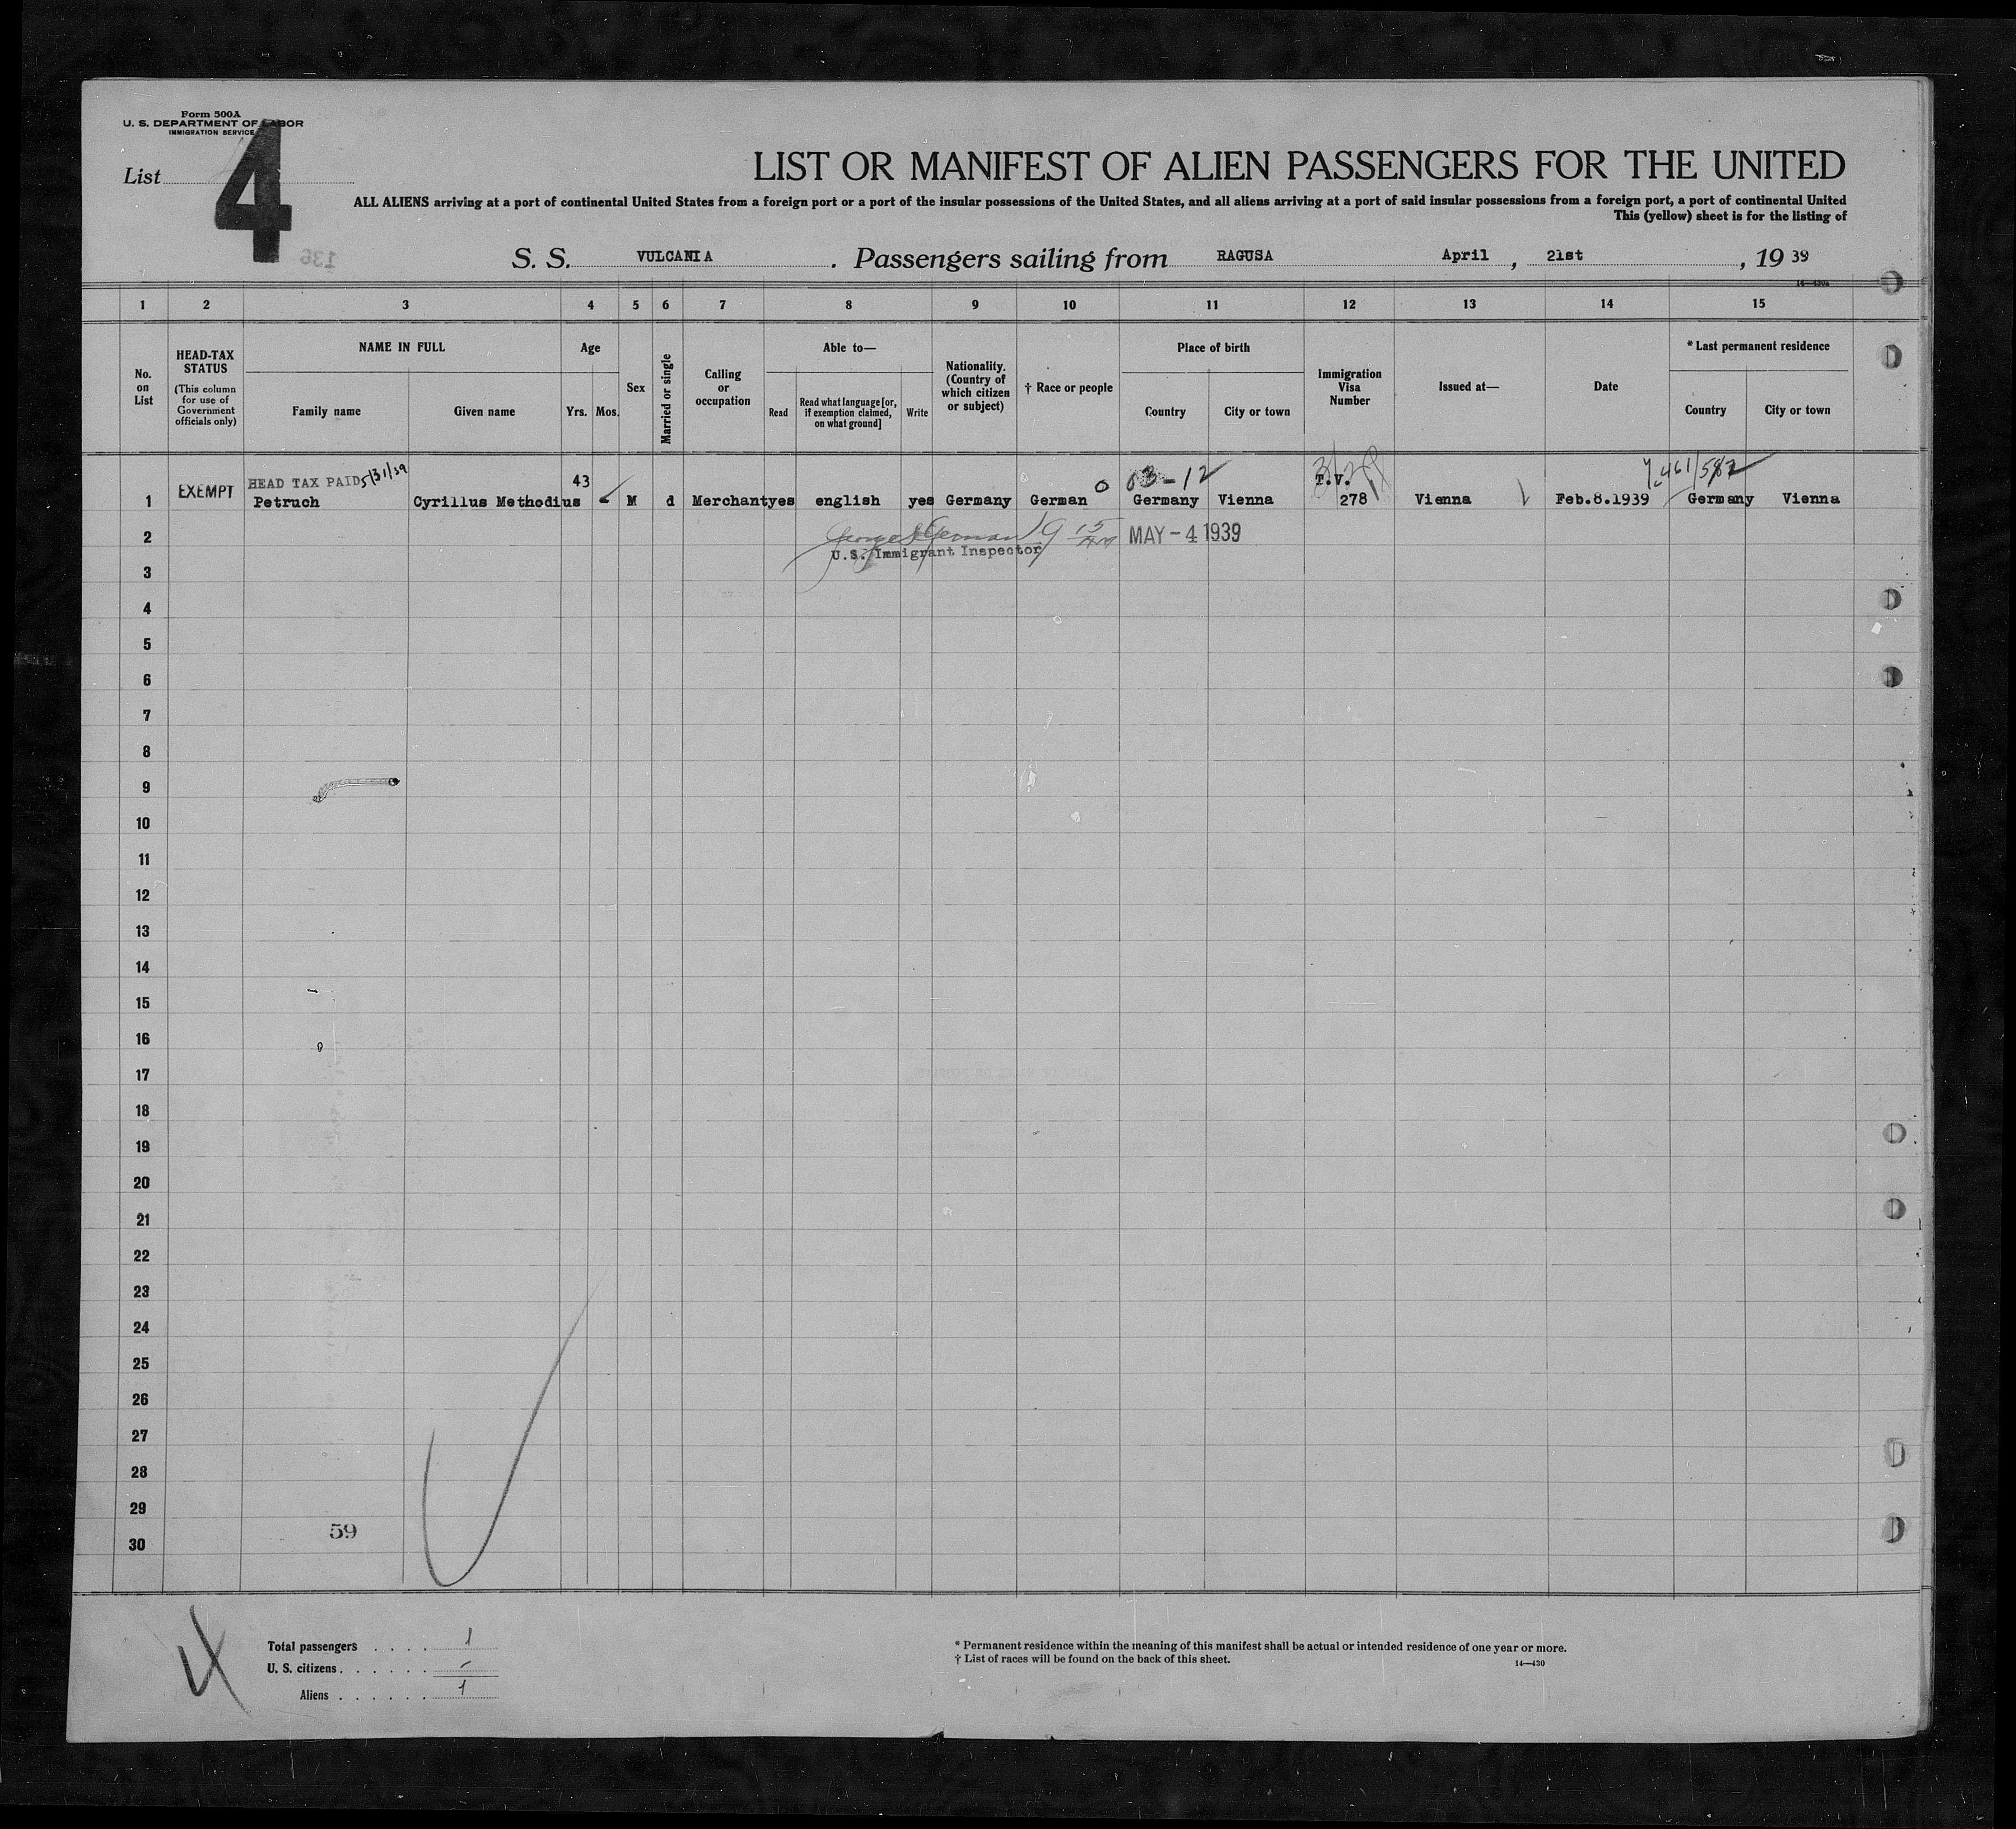 Form 500A
U. S. DEPARTMENT OF LABOR
IMMIGRATION SERVICE
List 4
LIST OR MANIFEST OF ALIEN PASSENGERS FOR THE UNITED
ALL ALIENS arriving at a port of continental United States from a foreign port or a port of the insular possessions of the United States, and all aliens arriving at a port of said insular possessions from a foreign port, a port of continental United
This (yellow) sheet is for the listing of
136
S. S. VULCANIA . Passengers sailing from RAGUSA April , 21st , 19 39
1 2 3 4 5 6 7 8 9 10 11 12 13 14 15
No. on List
HEAD-TAX STATUS (This column for use of Government officials only)
NAME IN FULL
Family name Given name
Age
Yrs. Mos.
Sex
Married or single
Calling or occupation
Able to—
Read Read what language [or, if exemption claimed, on what ground] Write
Nationality. (Country of which citizen or subject)
† Race or people
Place of birth
Country City or town
Immigration Visa Number
Issued at—
Date
* Last permanent residence
Country City or town
EXEMPT HEAD TAX PAID 5/31/39 43 03-12 T.V. 461/582
1 Petruch Cyrillus Methodius M d Merchant yes english yes Germany German Germany Vienna 278 Vienna Feb.8.1939 Germany Vienna
2 MAY - 4 1939
U.S. Immigrant Inspector
3
4
5
6
7
8
9
10
11
12
13
14
15
16
17
18
19
20
21
22
23
24
25
26
27
28
29
59
30
Total passengers . . . . 1
U. S. citizens . . . . . . -
Aliens . . . . . . 1
* Permanent residence within the meaning of this manifest shall be actual or intended residence of one year or more.
† List of races will be found on the back of this sheet.
14—430